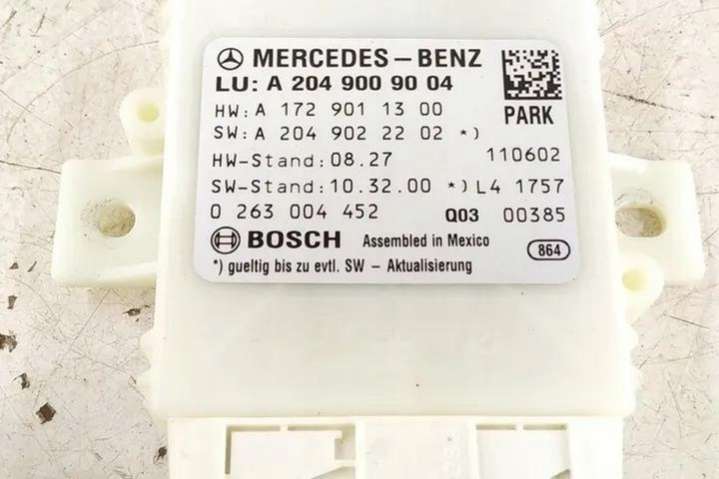 MERCEDES-BENZ
LU: A 204 900 90 04
HW: A 172 901 13 00 PARK
SW: A 204 902 22 02 *)
HW-Stand: 08.27 110602
SW-Stand: 10.32.00 *) L4 1757
0 263 004 452 Q03 00385
BOSCH Assembled in Mexico 864
*) gueltig bis zu evtl. SW - Aktualisierung